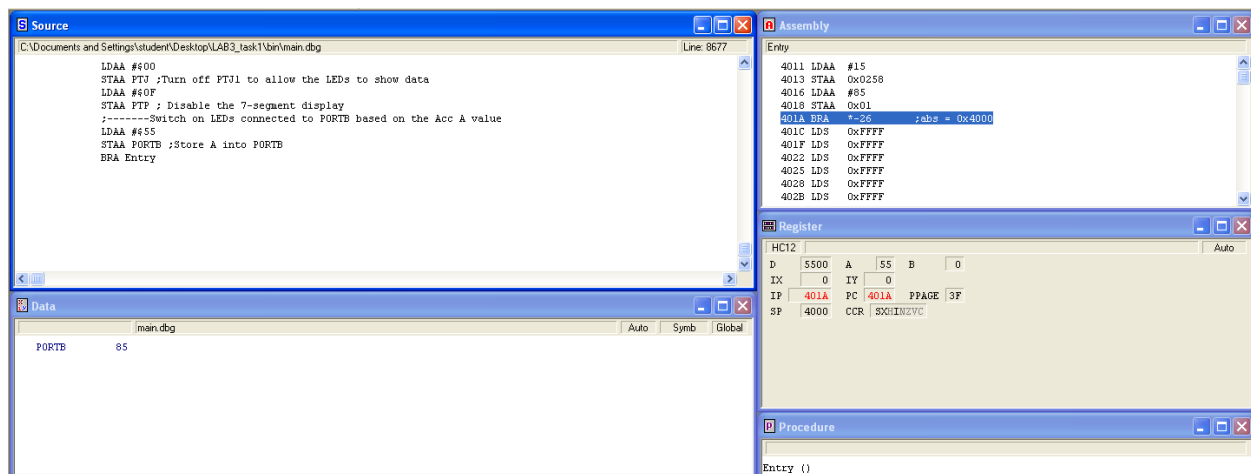 Source
C:\Documents and Settings\student\Desktop\LAB3_task1\bin\main.dbg Line: 8677
LDAA #$00
STAA PTJ ;Turn off PTJ1 to allow the LEDs to show data
LDAA #$0F
STAA PTP ; Disable the 7-segment display
;-------Switch on LEDs connected to PORTB based on the Acc A value
LDAA #$55
STAA PORTB ;Store A into PORTB
BRA Entry
Data
main.dbg Auto Symb Global
PORTB 85
Assembly
Entry
4011 LDAA #15
4013 STAA 0x0258
4016 LDAA #85
4018 STAA 0x01
401A BRA *-26 ;abs = 0x4000
401C LDS 0xFFFF
401F LDS 0xFFFF
4022 LDS 0xFFFF
4025 LDS 0xFFFF
4028 LDS 0xFFFF
402B LDS 0xFFFF
Register
HC12 Auto
D 5500 A 55 B 0
IX 0 IY 0
IP 401A PC 401A PPAGE 3F
SP 4000 CCR SXHINZVC
Procedure
Entry ()